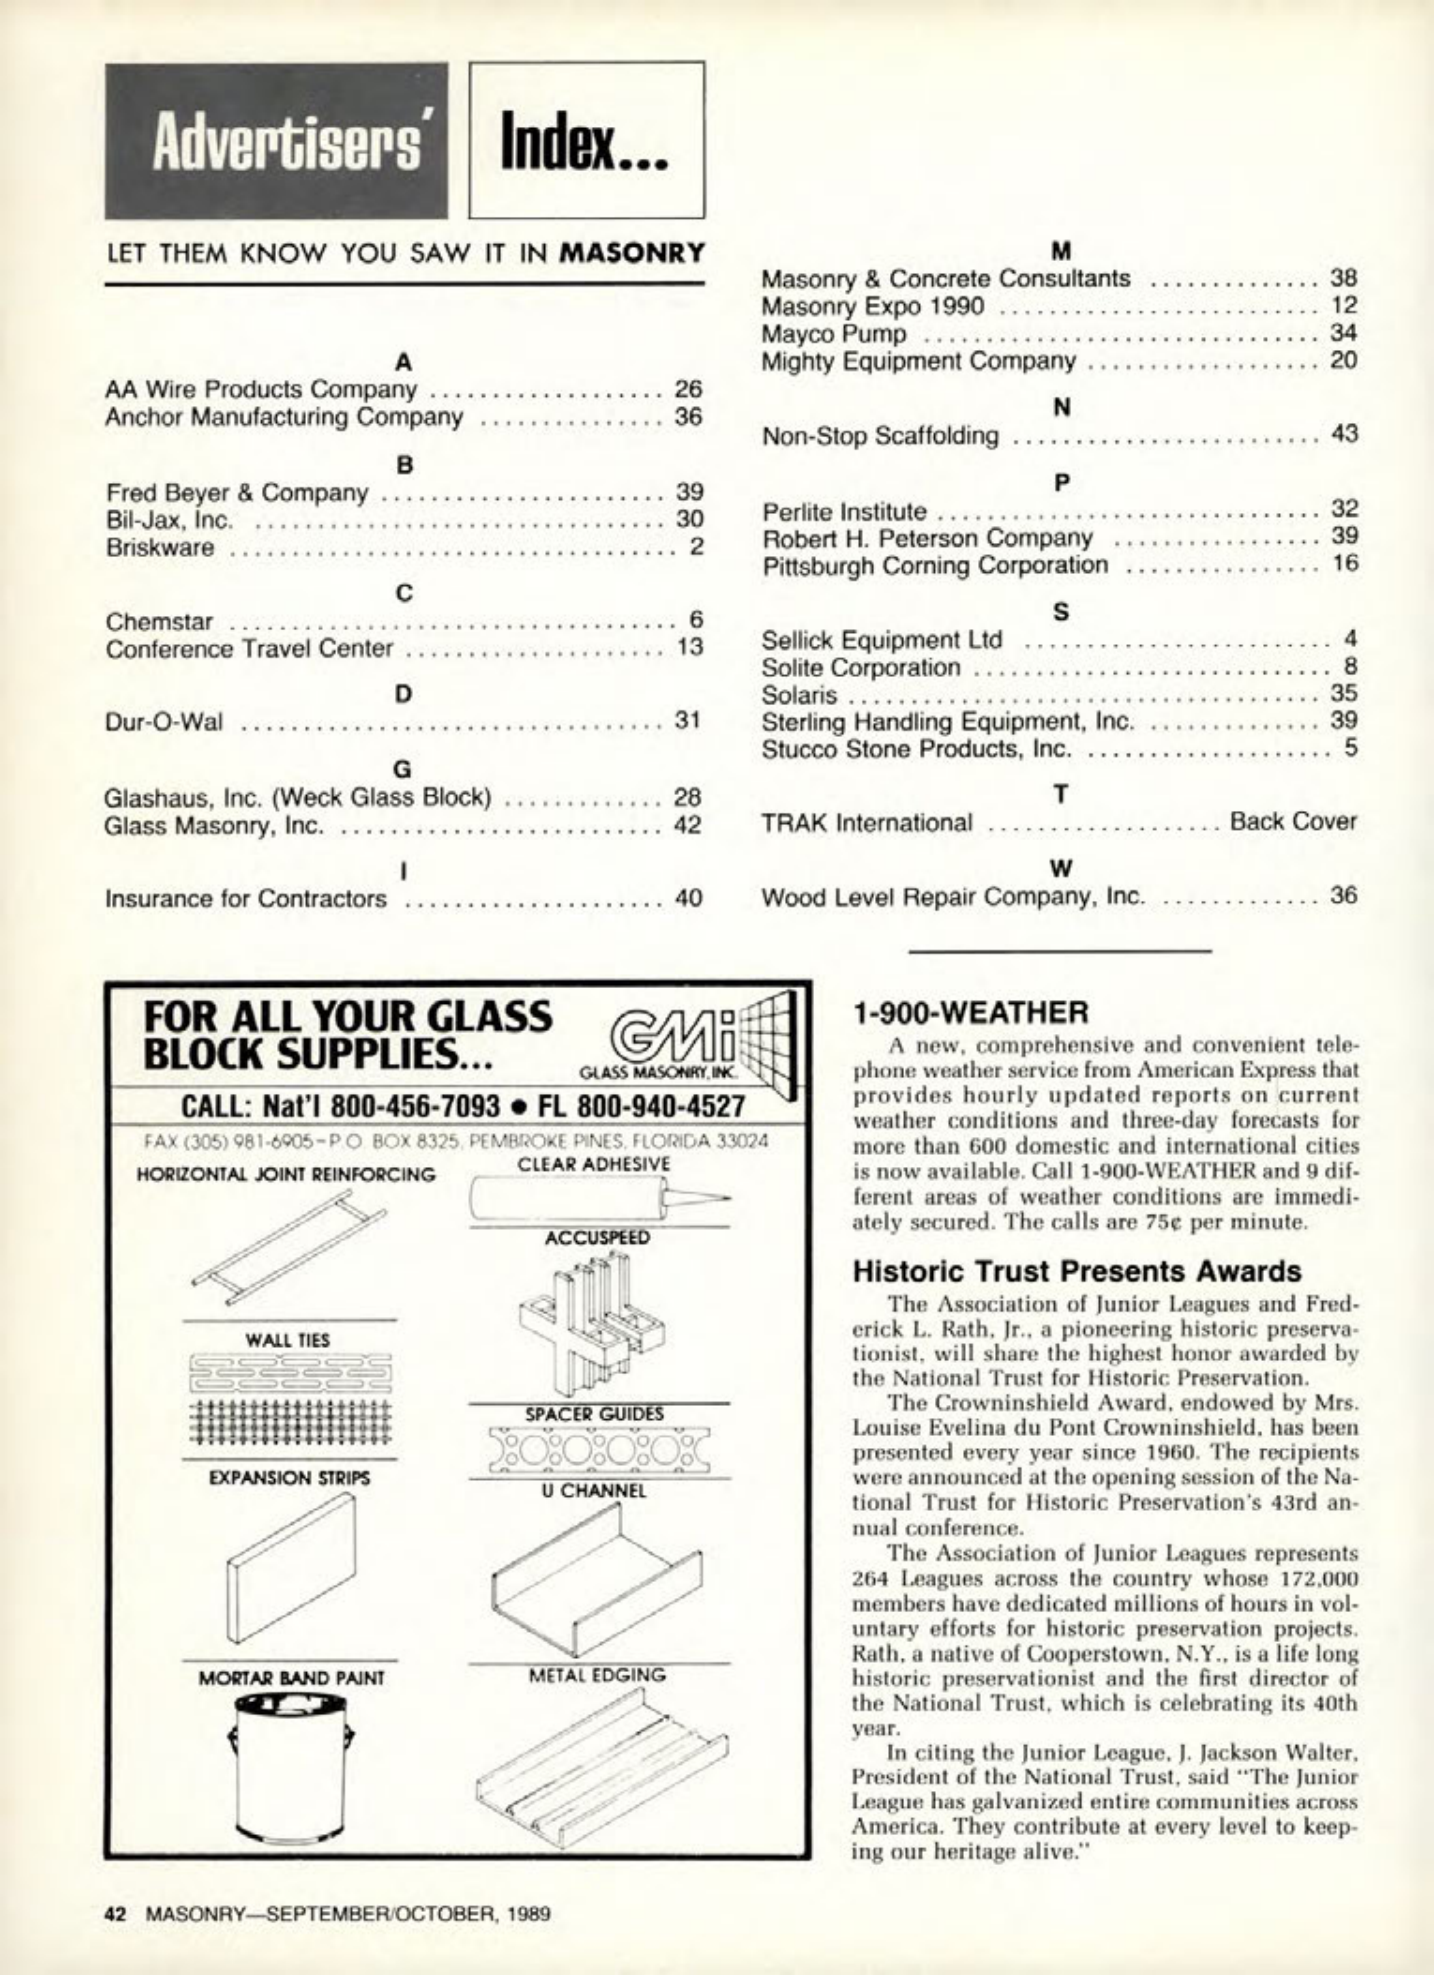 Advertisers' Index...
LET THEM KNOW YOU SAW IT IN MASONRY
A
AA Wire Products Company ................... 26
Anchor Manufacturing Company ............... 36
B
Fred Beyer & Company ....................... 39
Bil-Jax, Inc. ................................. 30
Briskware .................................... 2
C
Chemstar .................................... 6
Conference Travel Center ..................... 13
D
Dur-O-Wal .................................. 31
G
Glashaus, Inc. (Weck Glass Block) ............. 28
Glass Masonry, Inc. .......................... 42
I
Insurance for Contractors ..................... 40
M
Masonry & Concrete Consultants .............. 38
Masonry Expo 1990 .......................... 12
Mayco Pump ................................ 34
Mighty Equipment Company ................... 20
N
Non-Stop Scaffolding ......................... 43
P
Perlite Institute ............................... 32
Robert H. Peterson Company ................. 39
Pittsburgh Corning Corporation ................ 16
S
Sellick Equipment Ltd ......................... 4
Solite Corporation ............................. 8
Solaris ...................................... 35
Sterling Handling Equipment, Inc. .............. 39
Stucco Stone Products, Inc. .................... 5
T
TRAK International ................... Back Cover
W
Wood Level Repair Company, Inc. ............. 36
FOR ALL YOUR GLASS
BLOCK SUPPLIES...
GMi
GLASS MASONRY, INC.
CALL: Nat'l 800-456-7093 ● FL 800-940-4527
FAX (305) 981-6905–P.O. BOX 8325, PEMBROKE PINES, FLORIDA 33024
HORIZONTAL JOINT REINFORCING
CLEAR ADHESIVE
ACCUSPEED
WALL TIES
SPACER GUIDES
EXPANSION STRIPS
U CHANNEL
MORTAR BAND PAINT
METAL EDGING
1-900-WEATHER
A new, comprehensive and convenient tele-
phone weather service from American Express that
provides hourly updated reports on current
weather conditions and three-day forecasts for
more than 600 domestic and international cities
is now available. Call 1-900-WEATHER and 9 dif-
ferent areas of weather conditions are immedi-
ately secured. The calls are 75¢ per minute.
Historic Trust Presents Awards
The Association of Junior Leagues and Fred-
erick L. Rath, Jr., a pioneering historic preserva-
tionist, will share the highest honor awarded by
the National Trust for Historic Preservation.
The Crowninshield Award, endowed by Mrs.
Louise Evelina du Pont Crowninshield, has been
presented every year since 1960. The recipients
were announced at the opening session of the Na-
tional Trust for Historic Preservation's 43rd an-
nual conference.
The Association of Junior Leagues represents
264 Leagues across the country whose 172,000
members have dedicated millions of hours in vol-
untary efforts for historic preservation projects.
Rath, a native of Cooperstown, N.Y., is a life long
historic preservationist and the first director of
the National Trust, which is celebrating its 40th
year.
In citing the Junior League, J. Jackson Walter,
President of the National Trust, said "The Junior
League has galvanized entire communities across
America. They contribute at every level to keep-
ing our heritage alive."
42 MASONRY—SEPTEMBER/OCTOBER, 1989